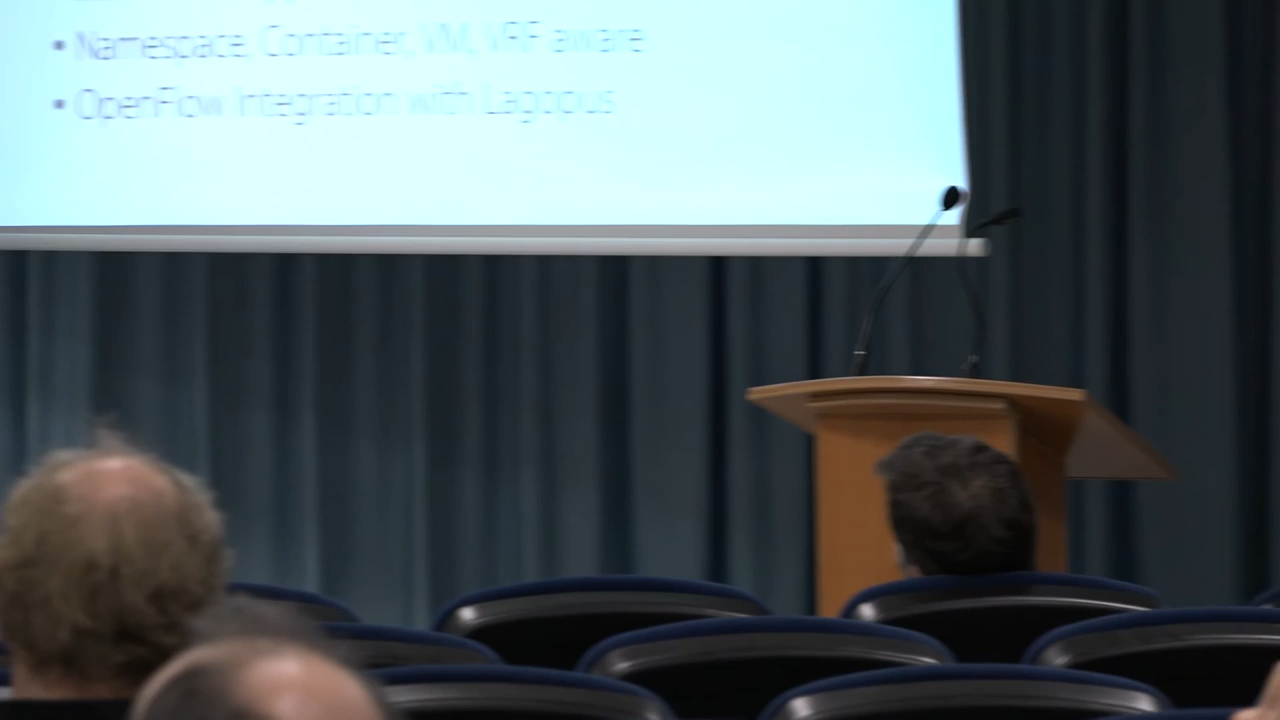 • Namespace, Container, VM, VRF aware
• OpenFlow Integration with Lagopus